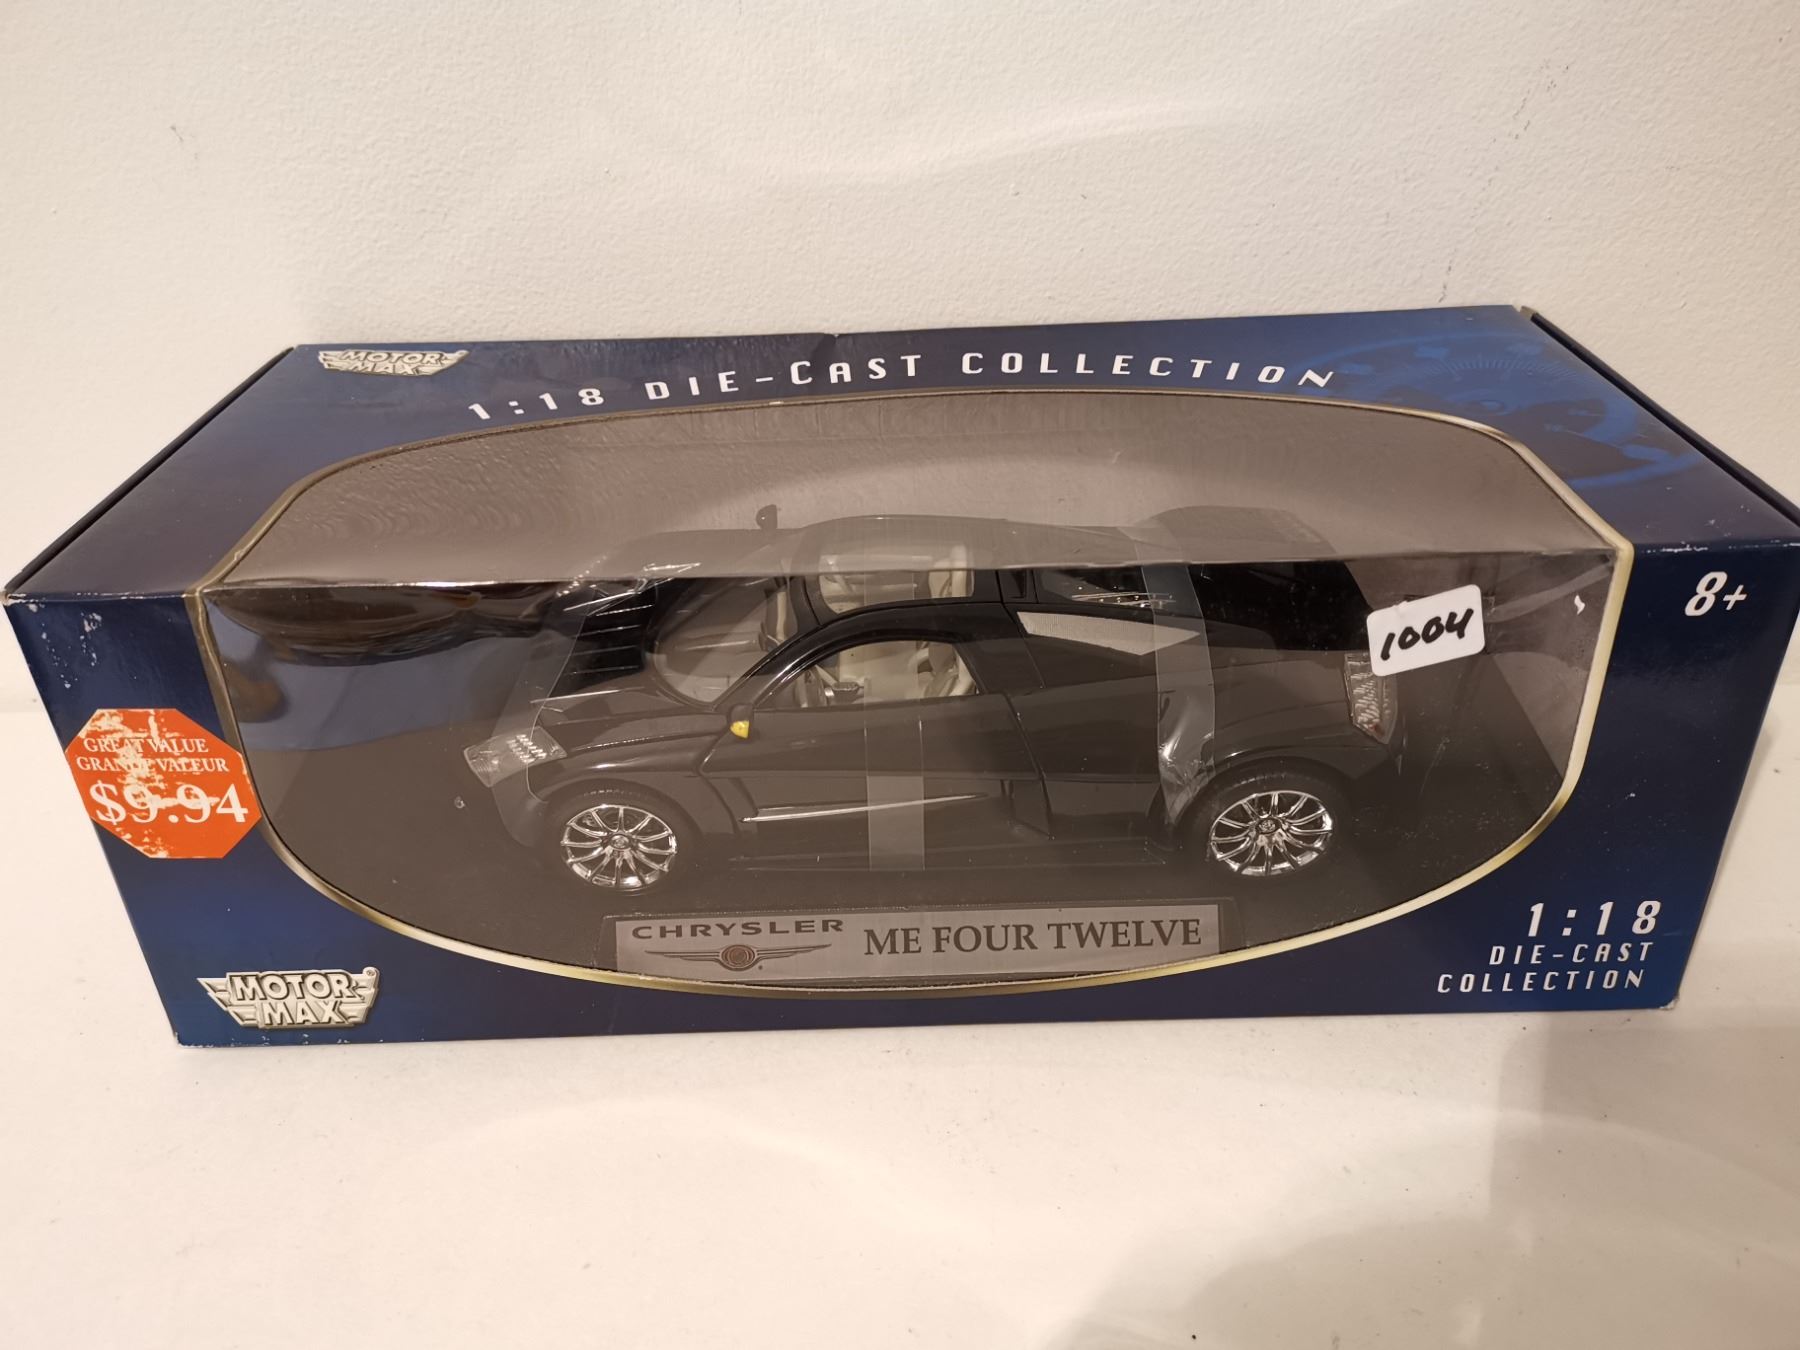 MOTOR
MAX
1:18 DIE-CAST COLLECTION
8+
1004
GREAT VALUE
GRANDE VALEUR
$9.94
CHRYSLER
ME FOUR TWELVE
MOTOR
MAX
®
1:18
DIE-CAST
COLLECTION